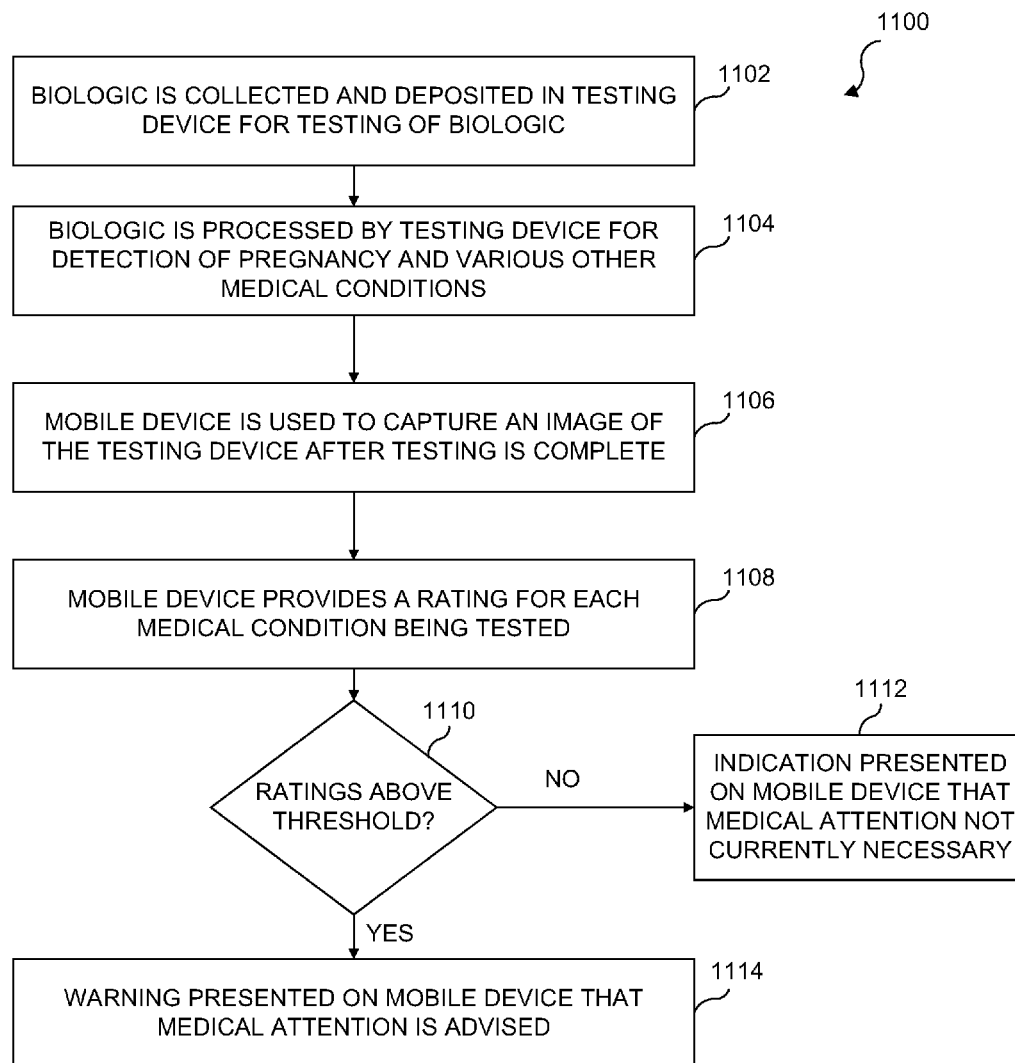 1100
1102
BIOLOGIC IS COLLECTED AND DEPOSITED IN TESTING
DEVICE FOR TESTING OF BIOLOGIC
1104
BIOLOGIC IS PROCESSED BY TESTING DEVICE FOR
DETECTION OF PREGNANCY AND VARIOUS OTHER
MEDICAL CONDITIONS
1106
MOBILE DEVICE IS USED TO CAPTURE AN IMAGE OF
THE TESTING DEVICE AFTER TESTING IS COMPLETE
1108
MOBILE DEVICE PROVIDES A RATING FOR EACH
MEDICAL CONDITION BEING TESTED
1110
RATINGS ABOVE
THRESHOLD?
NO
1112
INDICATION PRESENTED
ON MOBILE DEVICE THAT
MEDICAL ATTENTION NOT
CURRENTLY NECESSARY
YES
1114
WARNING PRESENTED ON MOBILE DEVICE THAT
MEDICAL ATTENTION IS ADVISED